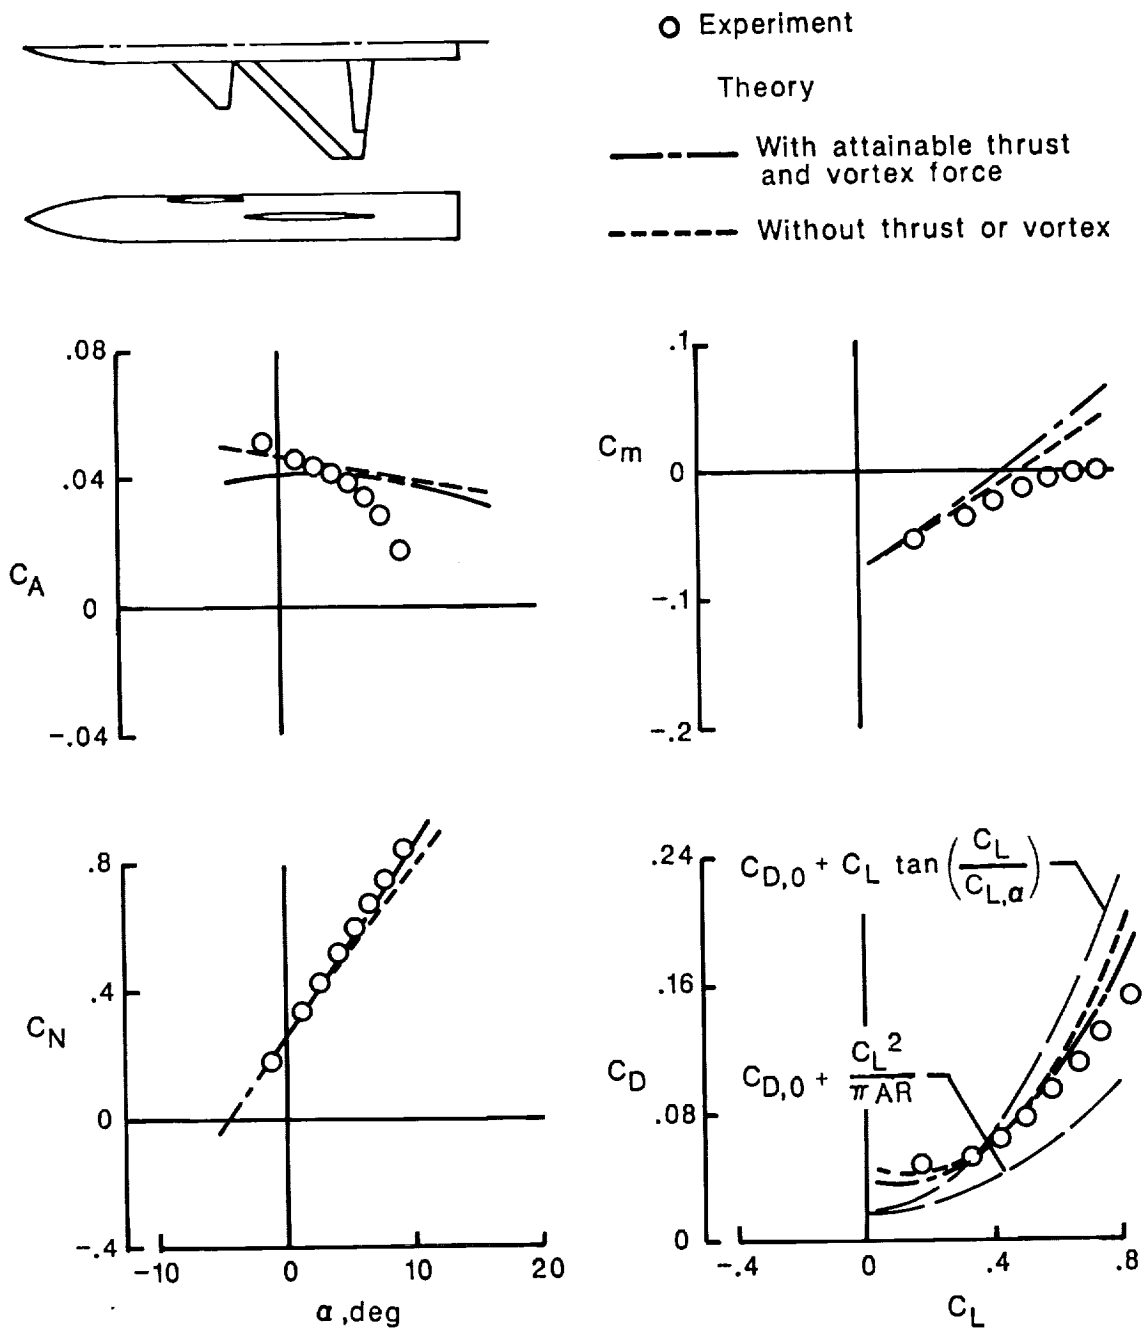 Experiment
Theory
With attainable thrust
and vortex force
Without thrust or vortex
.08
.04
C_A
0
-.04
.1
C_m
0
-.1
-.2
.8
.4
C_N
0
-.4
-10
0
10
20
α ,deg
.24
C_D,0 + C_L tan(C_L/C_L,α)
.16
C_D
C_D,0 + C_L²/πAR
.08
0
-.4
0
.4
.8
C_L